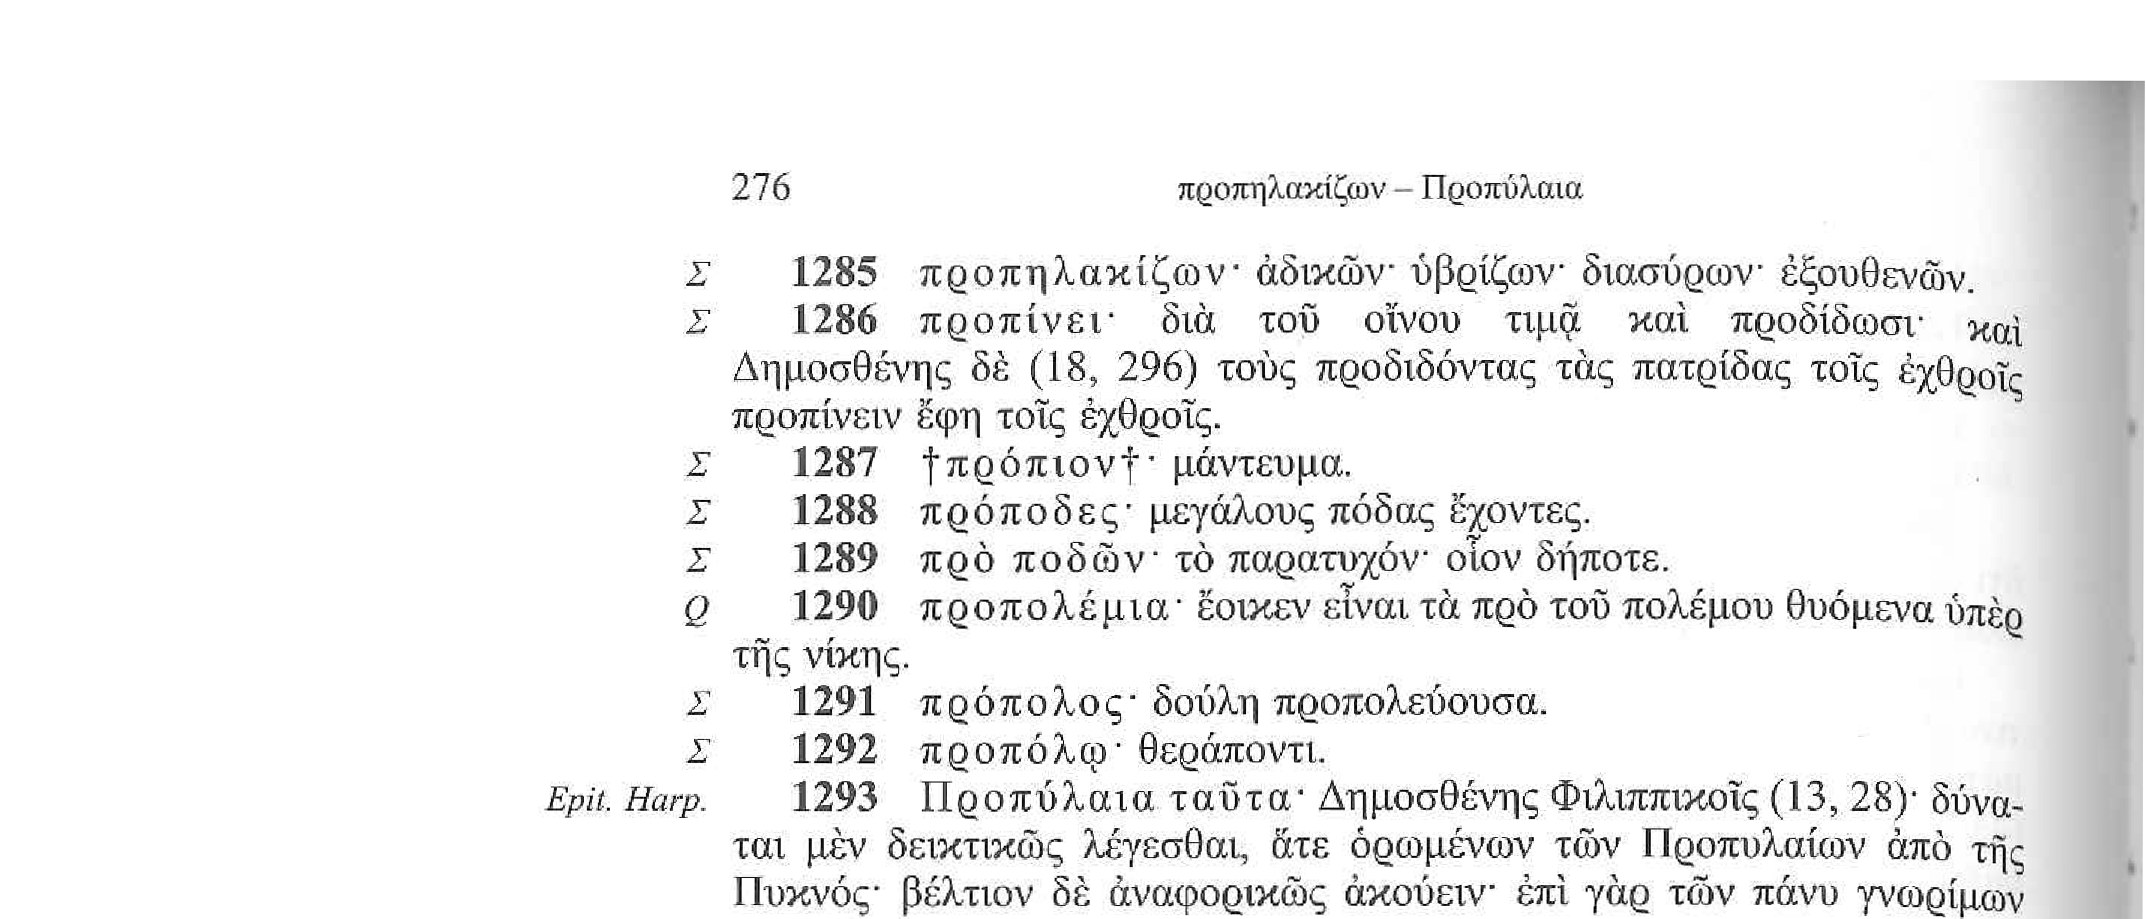 276 προπηλακίζων – Προπύλαια
Σ 1285 προπηλακίζων· ἀδικῶν· ὑβρίζων· διασύρων· ἐξουθενῶν.
Σ 1286 προπίνει· διὰ τοῦ οἴνου τιμᾷ καὶ προδίδωσι· καὶ
Δημοσθένης δὲ (18, 296) τοὺς προδιδόντας τὰς πατρίδας τοῖς ἐχθροῖς
προπίνειν ἔφη τοῖς ἐχθροῖς.
Σ 1287 †πρόπιον†· μάντευμα.
Σ 1288 πρόποδες· μεγάλους πόδας ἔχοντες.
Σ 1289 πρὸ ποδῶν· τὸ παρατυχόν· οἷον δήποτε.
Q 1290 προπολέμια· ἔοικεν εἶναι τὰ πρὸ τοῦ πολέμου θυόμενα ὑπὲρ
τῆς νίκης.
Σ 1291 πρόπολος· δούλη προπολεύουσα.
Σ 1292 προπόλῳ· θεράποντι.
Epit. Harp. 1293 Προπύλαια ταῦτα· Δημοσθένης Φιλιππικοῖς (13, 28)· δύνα-
ται μὲν δεικτικῶς λέγεσθαι, ἅτε ὁρωμένων τῶν Προπυλαίων ἀπὸ τῆς
Πυκνός· βέλτιον δὲ ἀναφορικῶς ἀκούειν· ἐπὶ γὰρ τῶν πάνυ γνωρίμων